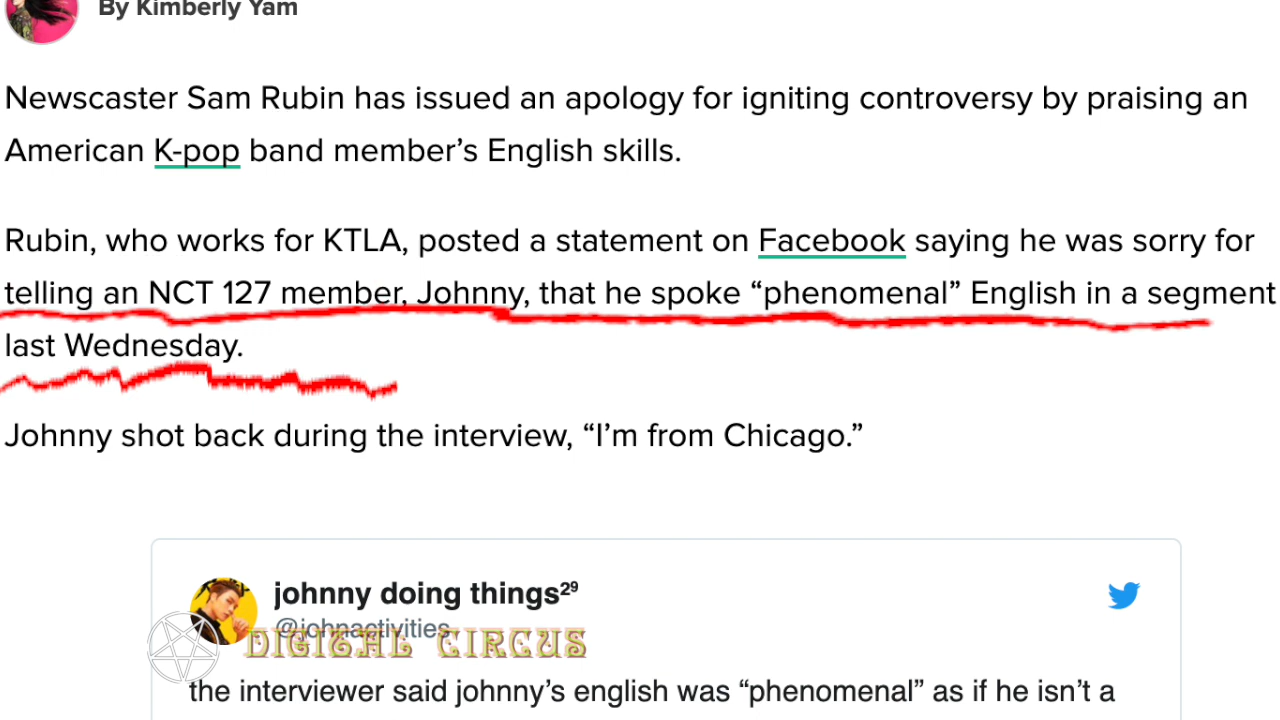 By Kimberly Yam
Newscaster Sam Rubin has issued an apology for igniting controversy by praising an
American K-pop band member’s English skills.
Rubin, who works for KTLA, posted a statement on Facebook saying he was sorry for
telling an NCT 127 member, Johnny, that he spoke “phenomenal” English in a segment
last Wednesday.
Johnny shot back during the interview, “I’m from Chicago.”
johnny doing things²⁹
@johnactivities
DIGITAL CIRCUS
the interviewer said johnny’s english was “phenomenal” as if he isn’t a